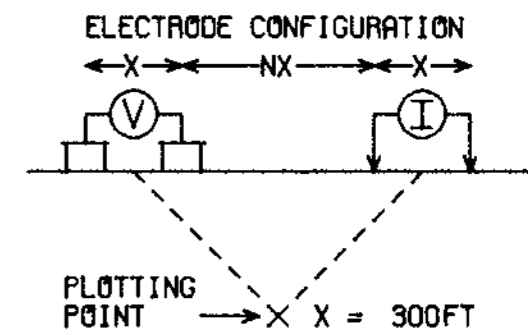 ELECTRODE CONFIGURATION
X NX X
V I
PLOTTING
POINT X = 300FT